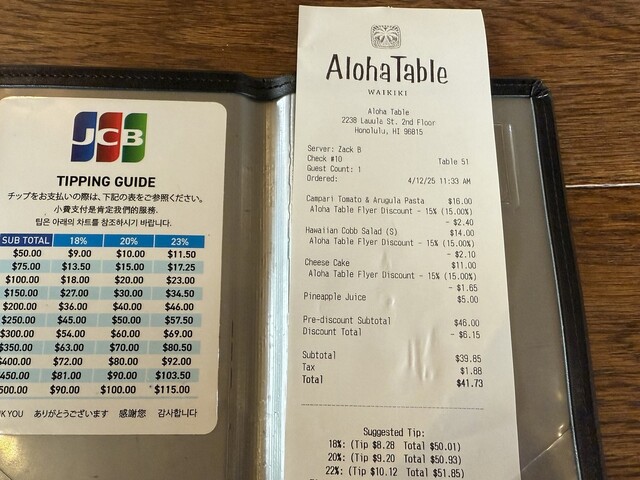 JCB
TIPPING GUIDE
チップをお支払いの際は、下記の表をご参照ください。
小費支付是肯定我們的服務.
팁은 아래의 차트를 참조하시기 바랍니다.
SUB TOTAL 18% 20% 23%
$50.00 $9.00 $10.00 $11.50
$75.00 $13.50 $15.00 $17.25
$100.00 $18.00 $20.00 $23.00
$150.00 $27.00 $30.00 $34.50
$200.00 $36.00 $40.00 $46.00
$250.00 $45.00 $50.00 $57.50
$300.00 $54.00 $60.00 $69.00
$350.00 $63.00 $70.00 $80.50
$400.00 $72.00 $80.00 $92.00
450.00 $81.00 $90.00 $103.50
500.00 $90.00 $100.00 $115.00
YOU ありがとうございます 感謝您 감사합니다
Aloha Table
WAIKIKI
Aloha Table
2238 Lauula St. 2nd Floor
Honolulu, HI 96815
Server: Zack B
Check #10 Table 51
Guest Count: 1
Ordered: 4/12/25 11:33 AM
Campari Tomato & Arugula Pasta $16.00
Aloha Table Flyer Discount - 15% (15.00%)
- $2.40
Hawaiian Cobb Salad (S) $14.00
Aloha Table Flyer Discount - 15% (15.00%)
- $2.10
Cheese Cake $11.00
Aloha Table Flyer Discount - 15% (15.00%)
- $1.65
Pineapple Juice $5.00
Pre-discount Subtotal $46.00
Discount Total - $6.15
Subtotal $39.85
Tax $1.88
Total $41.73
Suggested Tip:
18%: (Tip $8.28 Total $50.01)
20%: (Tip $9.20 Total $50.93)
22%: (Tip $10.12 Total $51.85)